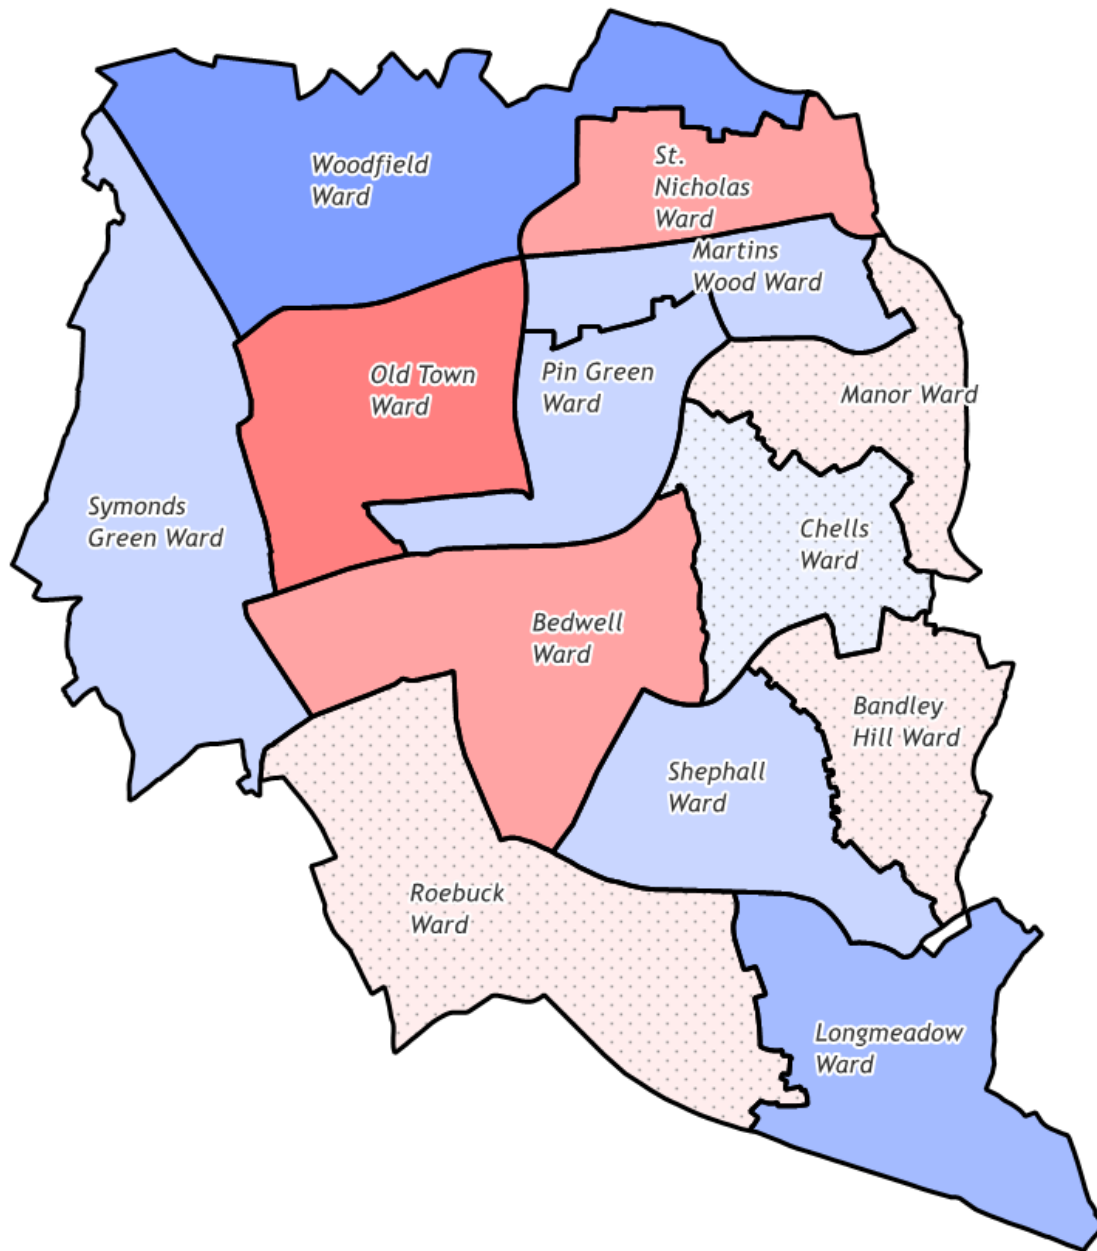 Woodfield
Ward
St.
Nicholas
Ward
Martins
Wood Ward
Old Town
Ward
Pin Green
Ward
Manor Ward
Symonds
Green Ward
Chells
Ward
Bedwell
Ward
Bandley
Hill Ward
Shephall
Ward
Roebuck
Ward
Longmeadow
Ward